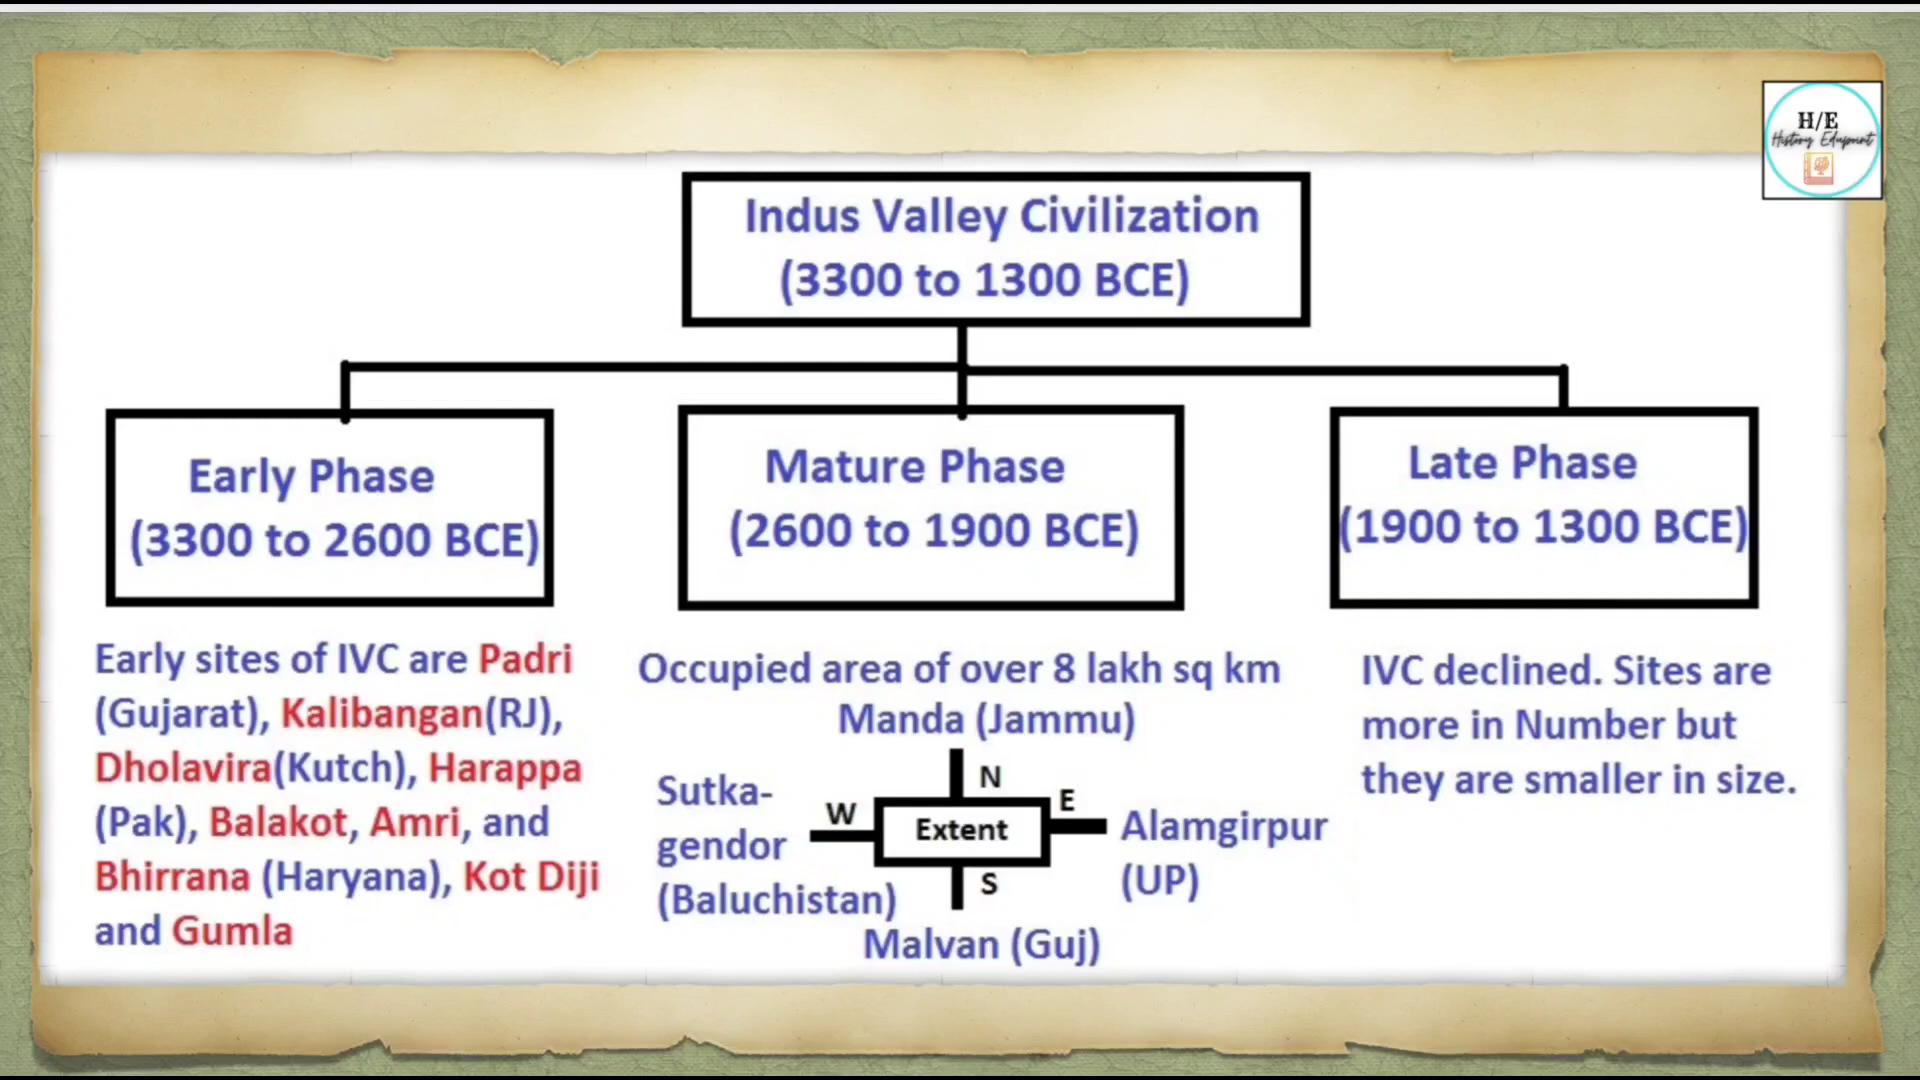 H/E
History Edupoint
Indus Valley Civilization
(3300 to 1300 BCE)
Early Phase
(3300 to 2600 BCE)
Mature Phase
(2600 to 1900 BCE)
Late Phase
(1900 to 1300 BCE)
Early sites of IVC are Padri
(Gujarat), Kalibangan(RJ),
Dholavira(Kutch), Harappa
(Pak), Balakot, Amri, and
Bhirrana (Haryana), Kot Diji
and Gumla
Occupied area of over 8 lakh sq km
Manda (Jammu)
N
Sutka-
gendor
(Baluchistan)
W
Extent
E
Alamgirpur
(UP)
S
Malvan (Guj)
IVC declined. Sites are
more in Number but
they are smaller in size.